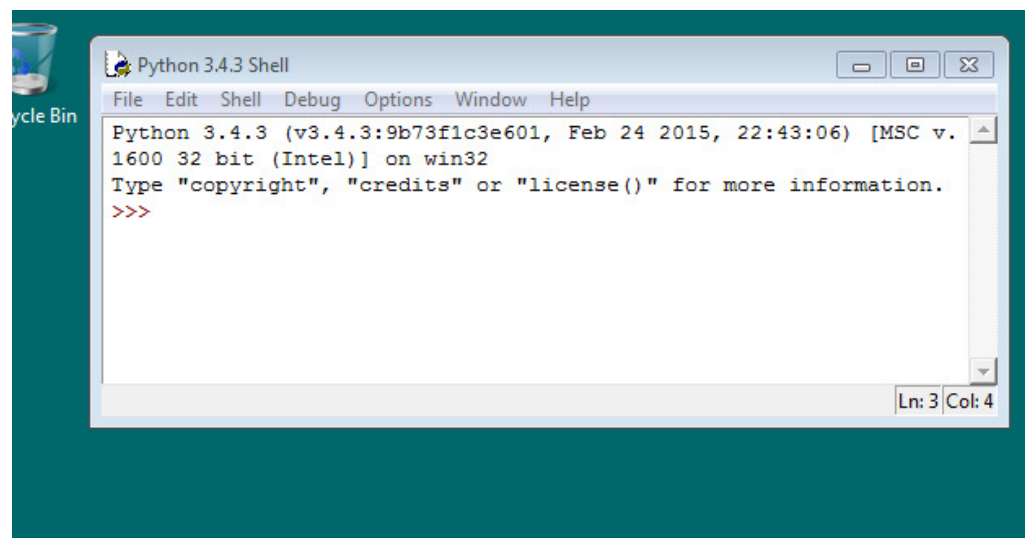 ycle Bin
Python 3.4.3 Shell
File Edit Shell Debug Options Window Help
Python 3.4.3 (v3.4.3:9b73f1c3e601, Feb 24 2015, 22:43:06) [MSC v.
1600 32 bit (Intel)] on win32
Type "copyright", "credits" or "license()" for more information.
>>>
Ln: 3 Col: 4